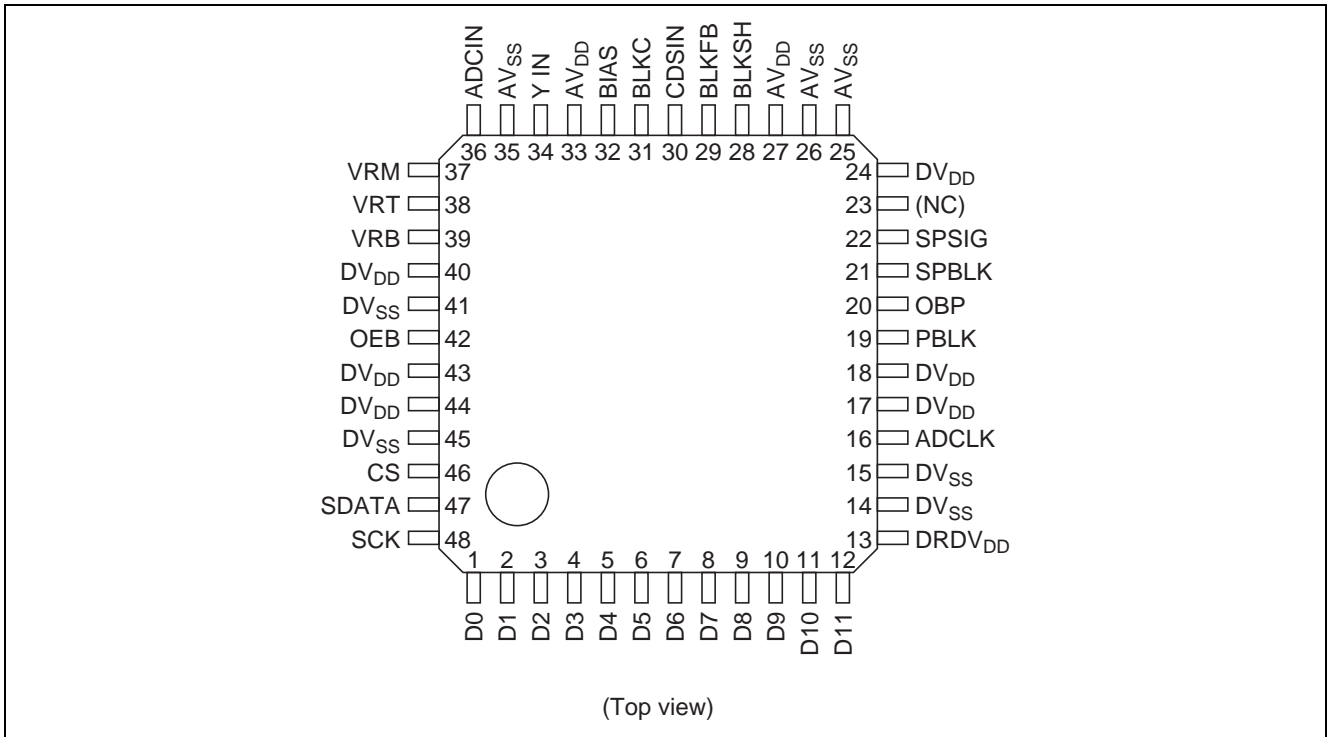 ADCIN AVSS Y IN AVDD BIAS BLKC CDSIN BLKFB BLKSH AVDD AVSS AVSS
36 35 34 33 32 31 30 29 28 27 26 25
VRM 37 24 DVDD
VRT 38 23 (NC)
VRB 39 22 SPSIG
DVDD 40 21 SPBLK
DVSS 41 20 OBP
OEB 42 19 PBLK
DVDD 43 18 DVDD
DVDD 44 17 DVDD
DVSS 45 16 ADCLK
CS 46 15 DVSS
SDATA 47 14 DVSS
SCK 48 13 DRDVDD
1 2 3 4 5 6 7 8 9 10 11 12
D0 D1 D2 D3 D4 D5 D6 D7 D8 D9 D10 D11
(Top view)